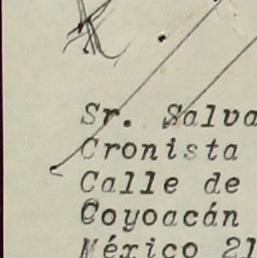 Sr. Salva
Cronista
Calle de
Coyoacán
México 21